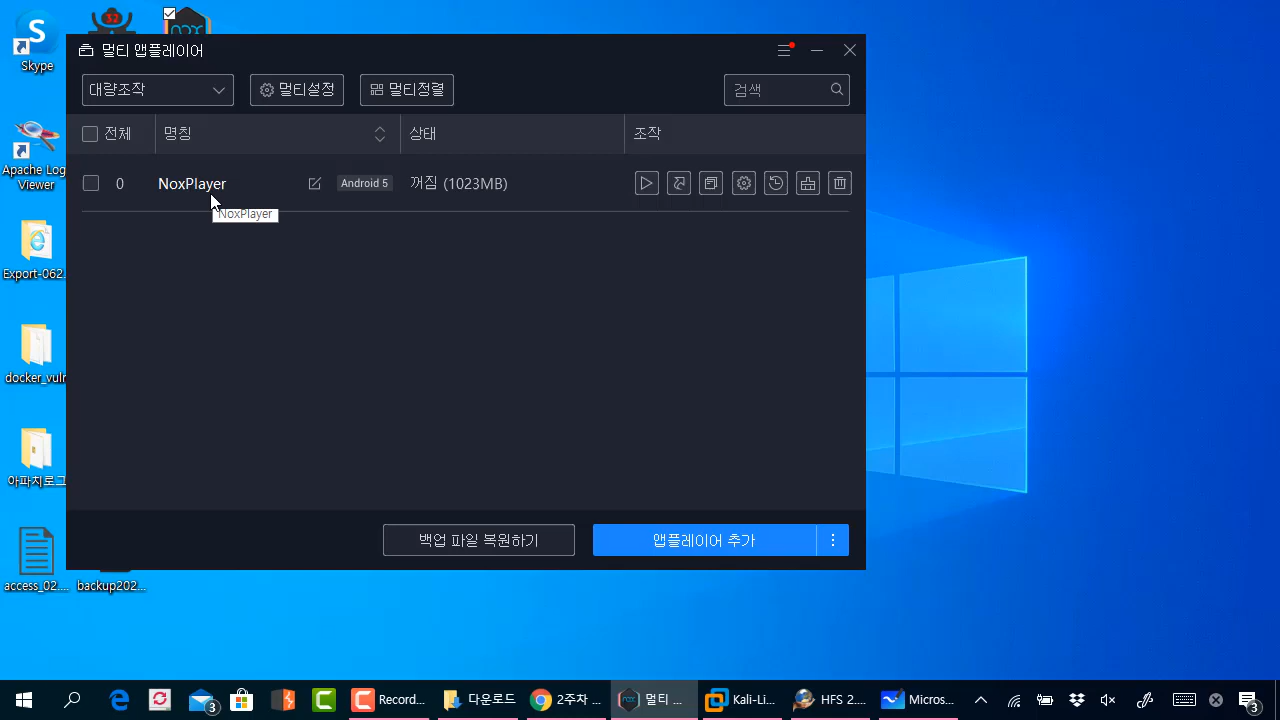 멀티 앱플레이어
대량조작
멀티설정
멀티정렬
검색
전체
명칭
상태
조작
0
NoxPlayer
Android 5
꺼짐 (1023MB)
NoxPlayer
백업 파일 복원하기
앱플레이어 추가
S
Skype
32
nox
Apache Log
Viewer
Export-062...
docker_vulr
아파치로그
access_02....
backup202...
3
Record...
다운로드
2주차 ...
멀티 ...
Kali-Li...
HFS 2....
Micros...
3